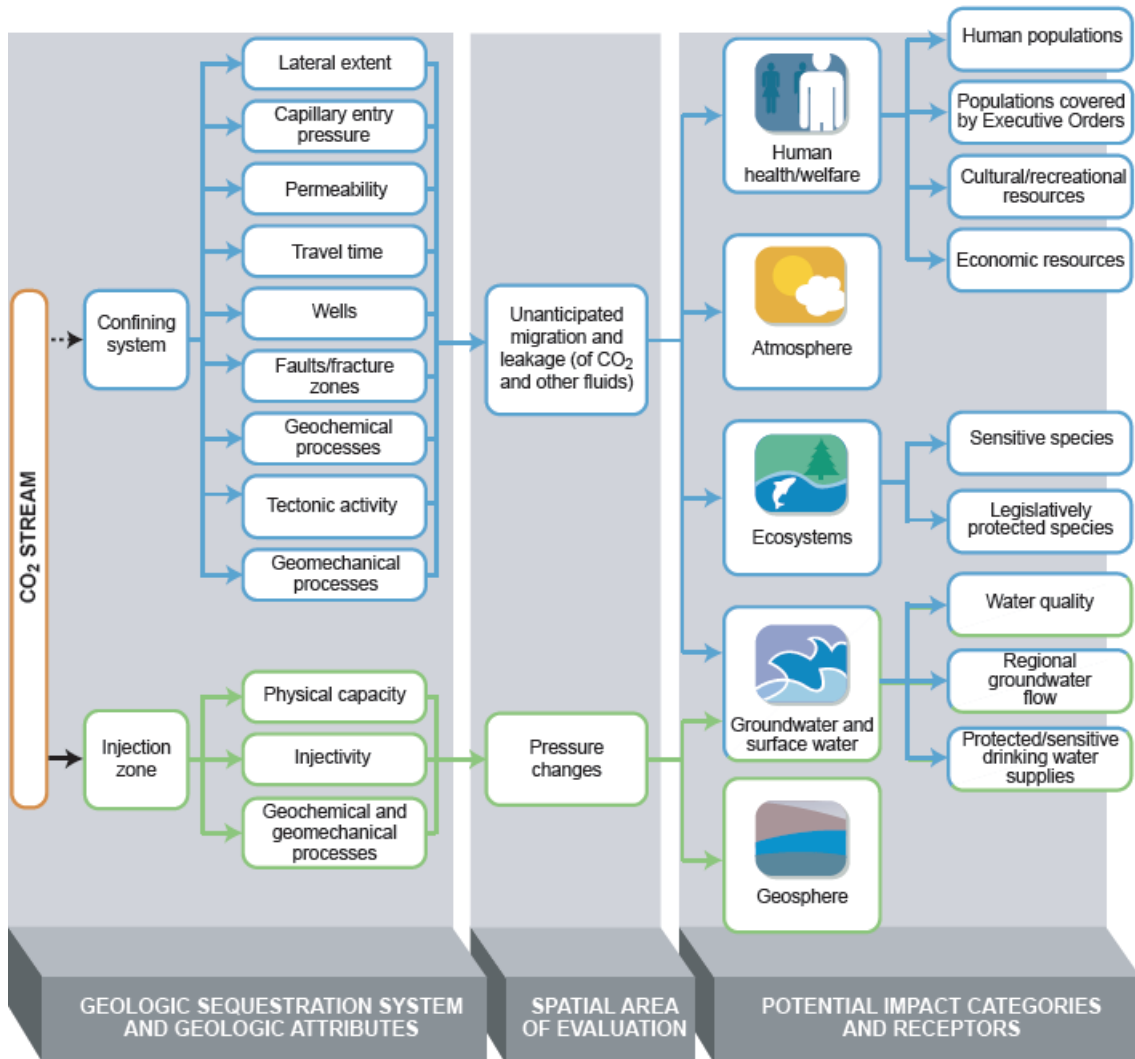 CO₂ STREAM
Confining
system
Injection
zone
Lateral extent
Capillary entry
pressure
Permeability
Travel time
Wells
Faults/fracture
zones
Geochemical
processes
Tectonic activity
Geomechanical
processes
Physical capacity
Injectivity
Geochemical and
geomechanical
processes
Unanticipated
migration and
leakage (of CO₂
and other fluids)
Pressure
changes
Human
health/welfare
Atmosphere
Ecosystems
Groundwater and
surface water
Geosphere
Human populations
Populations covered
by Executive Orders
Cultural/recreational
resources
Economic resources
Sensitive species
Legislatively
protected species
Water quality
Regional
groundwater
flow
Protected/sensitive
drinking water
supplies
GEOLOGIC SEQUESTRATION SYSTEM
AND GEOLOGIC ATTRIBUTES
SPATIAL AREA
OF EVALUATION
POTENTIAL IMPACT CATEGORIES
AND RECEPTORS